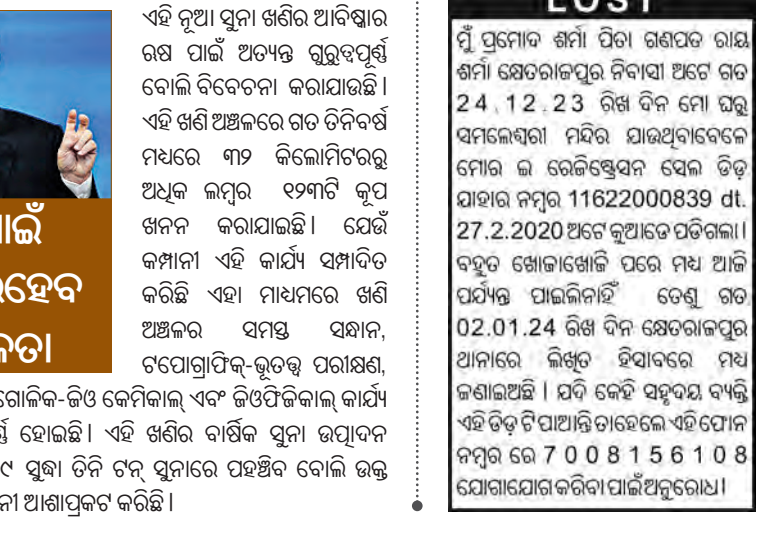 ଏହି ନୂଆ ସୁନା ଖଣିର ଆବିଷ୍କାର
ଋଷ ପାଇଁ ଅତ୍ୟନ୍ତ ଗୁରୁତ୍ୱପୂର୍ଣ୍ଣ
ବୋଲି ବିବେଚନା କରାଯାଉଛି।
ଏହି ଖଣି ଅଞ୍ଚଳରେ ଗତ ତିନିବର୍ଷ
ମଧ୍ୟରେ ୩୨ କିଲୋମିଟରରୁ
ଅଧିକ ଲମ୍ବର ୧୨୩ଟି କୂପ
ଖନନ କରାଯାଇଛି। ଯେଉଁ
କମ୍ପାନୀ ଏହି କାର୍ଯ୍ୟ ସମ୍ପାଦିତ
କରିଛି ଏହା ମାଧ୍ୟମରେ ଖଣି
ଅଞ୍ଚଳର ସମସ୍ତ ସନ୍ଧାନ,
ଟପୋଗ୍ରାଫିକ୍-ଭୂତତ୍ତ୍ୱ ପରୀକ୍ଷଣ,
ଗୋଳିକ-ଜିଓ କେମିକାଲ୍ ଏବଂ ଜିଓଫିଜିକାଲ୍ କାର୍ଯ୍ୟ
ର୍ଣ୍ଣ ହୋଇଛି। ଏହି ଖଣିର ବାର୍ଷିକ ସୁନା ଉତ୍ପାଦନ
୯ ସୁଦ୍ଧା ତିନି ଟନ୍ ସୁନାରେ ପହଞ୍ଚିବ ବୋଲି ଉକ୍ତ
ନୀ ଆଶାପ୍ରକଟ କରିଛି।
ାଇଁ
ରହେବ
ଳତା
LOST
ମୁଁ ପ୍ରମୋଦ ଶର୍ମା ପିତା ଗଣପତ ରାୟ
ଶର୍ମା କ୍ଷେତରାଜପୁର ନିବାସୀ ଅଟେ ଗତ
24.12.23 ରିଖ ଦିନ ମୋ ଘରୁ
ସମଲେଶ୍ୱରୀ ମନ୍ଦିର ଯାଉଥିବାବେଳେ
ମୋର ଇ ରେଜିଷ୍ଟ୍ରେସନ ସେଲ ଡିଡ଼
ଯାହାର ନମ୍ବର 11622000839 dt.
27.2.2020 ଅଟେ କୁଆଡେ ପଡିଗଲା।
ବହୁତ ଖୋଜାଖୋଜି ପରେ ମଧ୍ୟ ଆଜି
ପର୍ଯ୍ୟନ୍ତ ପାଇଲିନାହିଁ ତେଣୁ ଗତ
02.01.24 ରିଖ ଦିନ କ୍ଷେତରାଜପୁର
ଥାନାରେ ଲିଖିତ ହିସାବରେ ମଧ୍ୟ
ଜଣାଇଅଛି । ଯଦି କେହି ସହୃଦୟ ବ୍ୟକ୍ତି
ଏହି ଡିଡ଼ ଟି ପାଆନ୍ତି ତାହେଲେ ଏହି ଫୋନ
ନମ୍ବର ରେ 7008156108
ଯୋଗାଯୋଗ କରିବା ପାଇଁ ଅନୁରୋଧ।